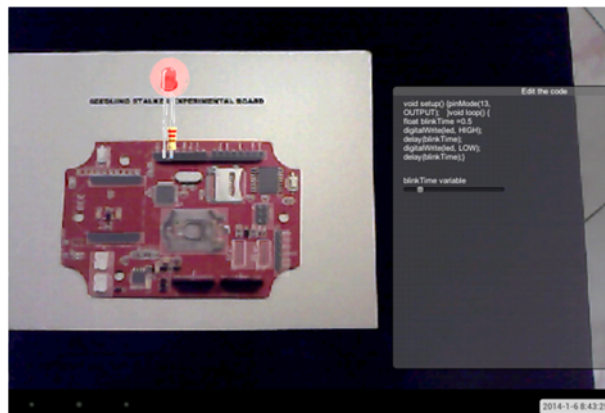 SEEEDUINO STALKER EXPERIMENTAL BOARD
Edit the code
void setup() {pinMode(13,
OUTPUT); }void loop() {
float blinkTime =0.5
digitalWrite(led, HIGH);
delay(blinkTime);
digitalWrite(led, LOW);
delay(blinkTime);}
blinkTime variable
2014-1-6 8:43:2